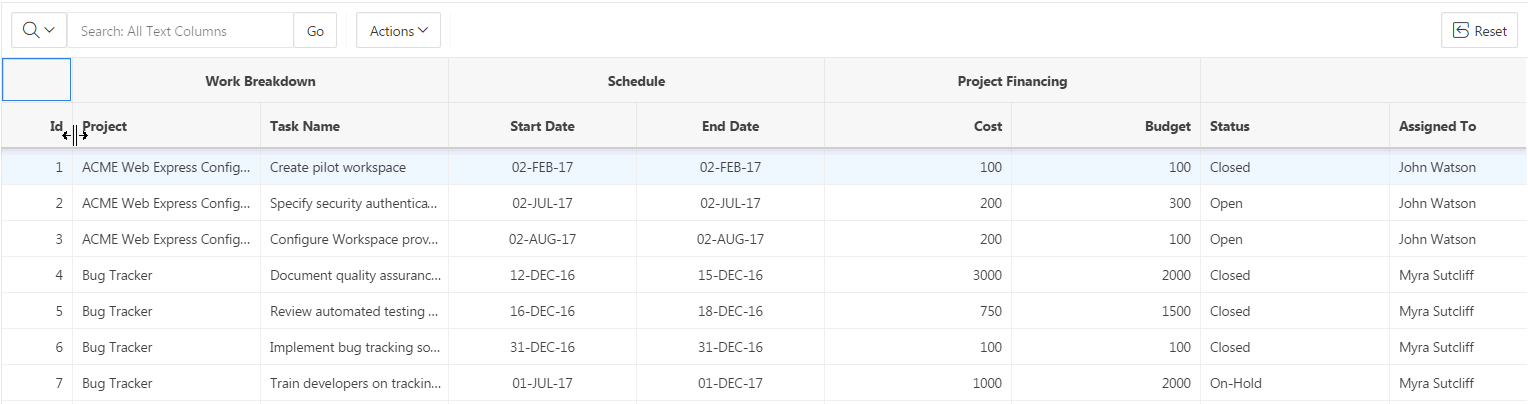 Search: All Text Columns Go Actions Reset
Work Breakdown Schedule Project Financing
Id Project Task Name Start Date End Date Cost Budget Status Assigned To
1 ACME Web Express Config... Create pilot workspace 02-FEB-17 02-FEB-17 100 100 Closed John Watson
2 ACME Web Express Config... Specify security authentica... 02-JUL-17 02-JUL-17 200 300 Open John Watson
3 ACME Web Express Config... Configure Workspace prov... 02-AUG-17 02-AUG-17 200 100 Open John Watson
4 Bug Tracker Document quality assuranc... 12-DEC-16 15-DEC-16 3000 2000 Closed Myra Sutcliff
5 Bug Tracker Review automated testing ... 16-DEC-16 18-DEC-16 750 1500 Closed Myra Sutcliff
6 Bug Tracker Implement bug tracking so... 31-DEC-16 31-DEC-16 100 100 Closed Myra Sutcliff
7 Bug Tracker Train developers on trackin... 01-JUL-17 01-DEC-17 1000 2000 On-Hold Myra Sutcliff